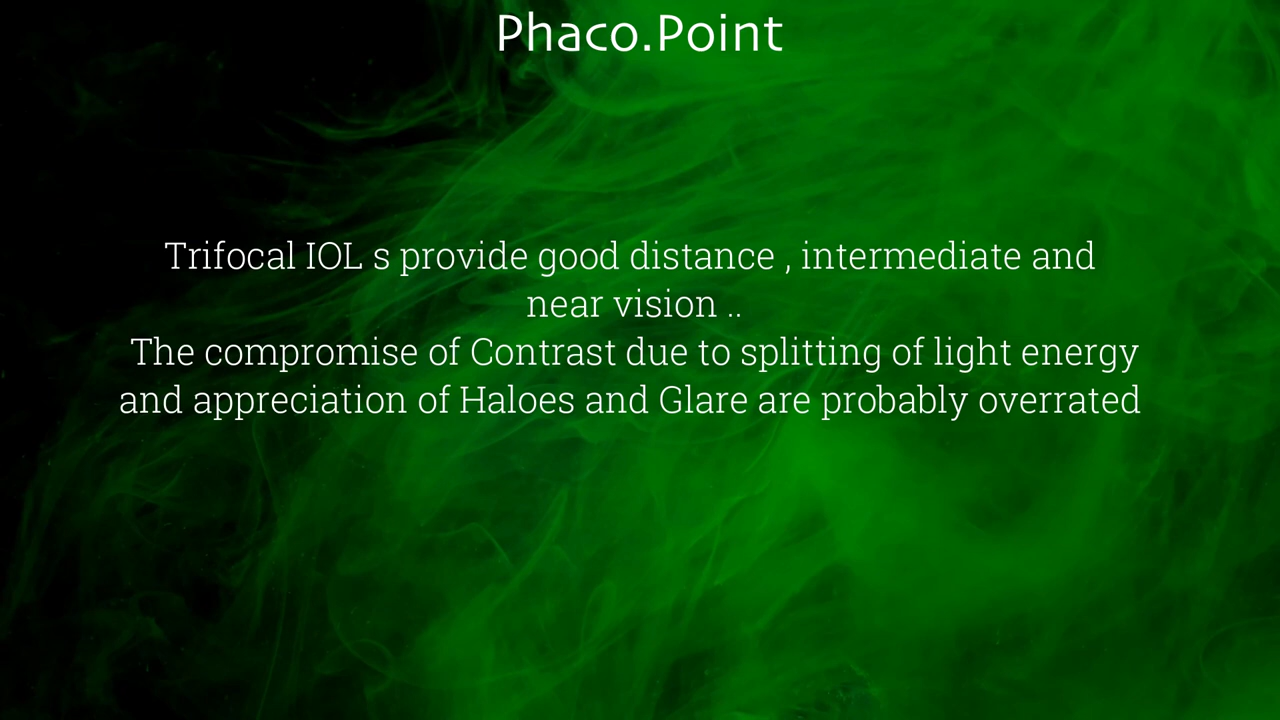 Phaco.Point
Trifocal IOL s provide good distance , intermediate and
near vision ..
The compromise of Contrast due to splitting of light energy
and appreciation of Haloes and Glare are probably overrated